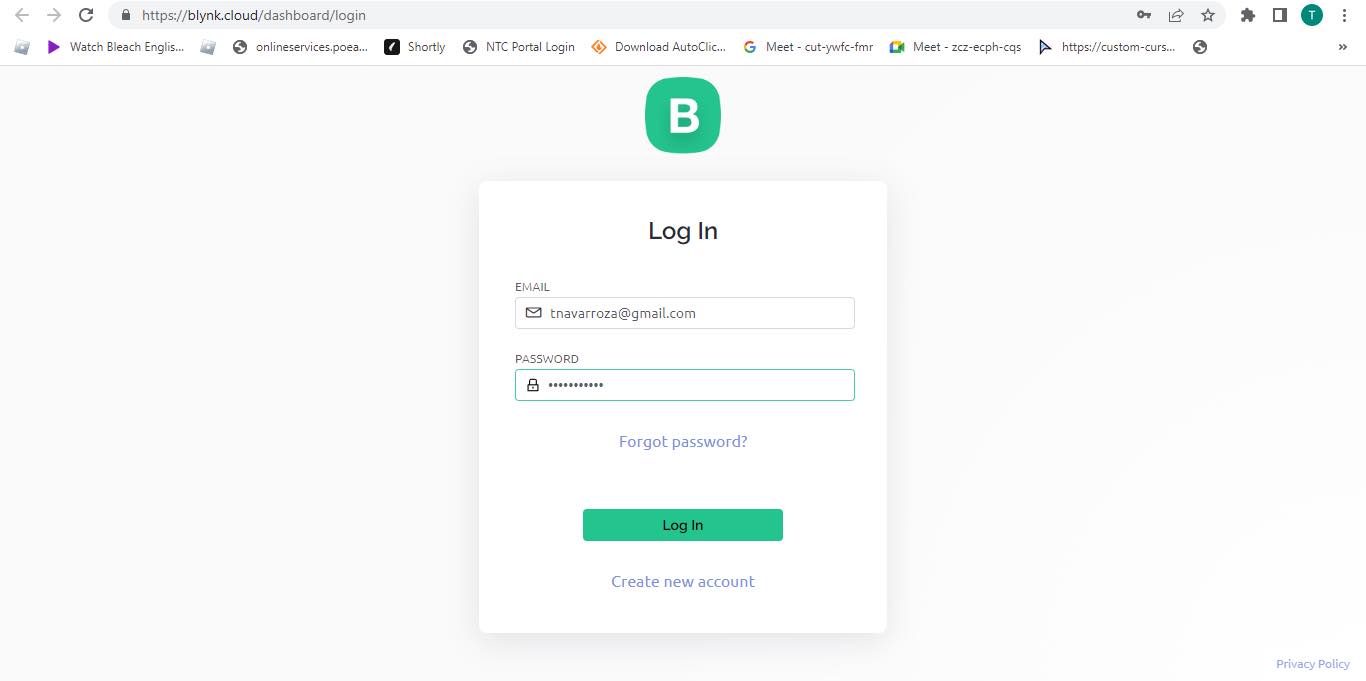 https://blynk.cloud/dashboard/login
T
Watch Bleach Englis... onlineservices.poea... Shortly NTC Portal Login Download AutoClic... Meet - cut-ywfc-fmr Meet - zcz-ecph-cqs https://custom-curs... »
B
Log In
EMAIL
tnavarroza@gmail.com
PASSWORD
•••••••••••
Forgot password?
Log In
Create new account
Privacy Policy